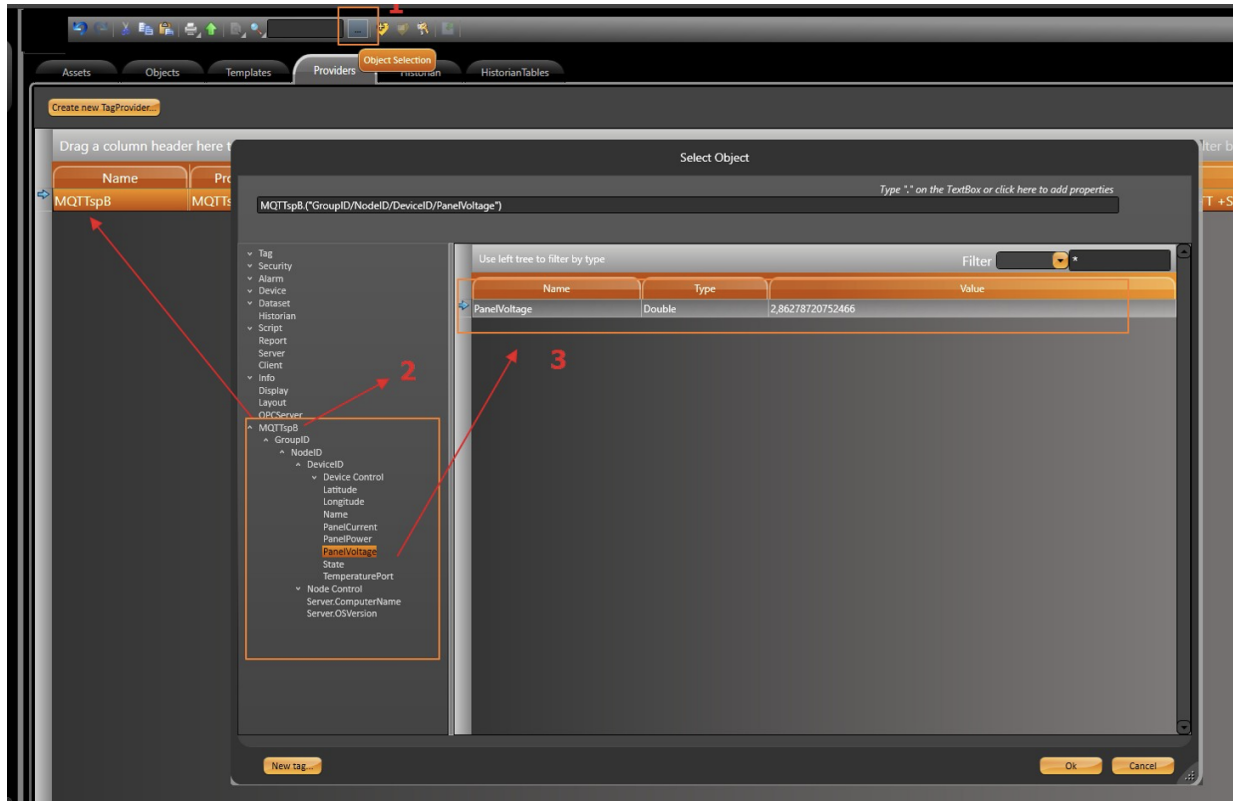 1
Object Selection
Assets Objects Templates Providers Historian HistorianTables
Create new TagProvider...
Drag a column header here t
Select Object
Name
MQTTspB
Type "." on the TextBox or click here to add properties
MQTTspB.("GroupID/NodeID/DeviceID/PanelVoltage")
Tag
Security
Alarm
Device
Dataset
Historian
Script
Report
Server
Client
Info
Display
Layout
OPCServer
MQTTspB
GroupID
NodeID
DeviceID
Device Control
Latitude
Longitude
Name
PanelCurrent
PanelPower
PanelVoltage
State
TemperaturePort
Node Control
Server.ComputerName
Server.OSVersion
2
Use left tree to filter by type Filter *
Name Type Value
PanelVoltage Double 2,86278720752466
3
New tag... Ok Cancel